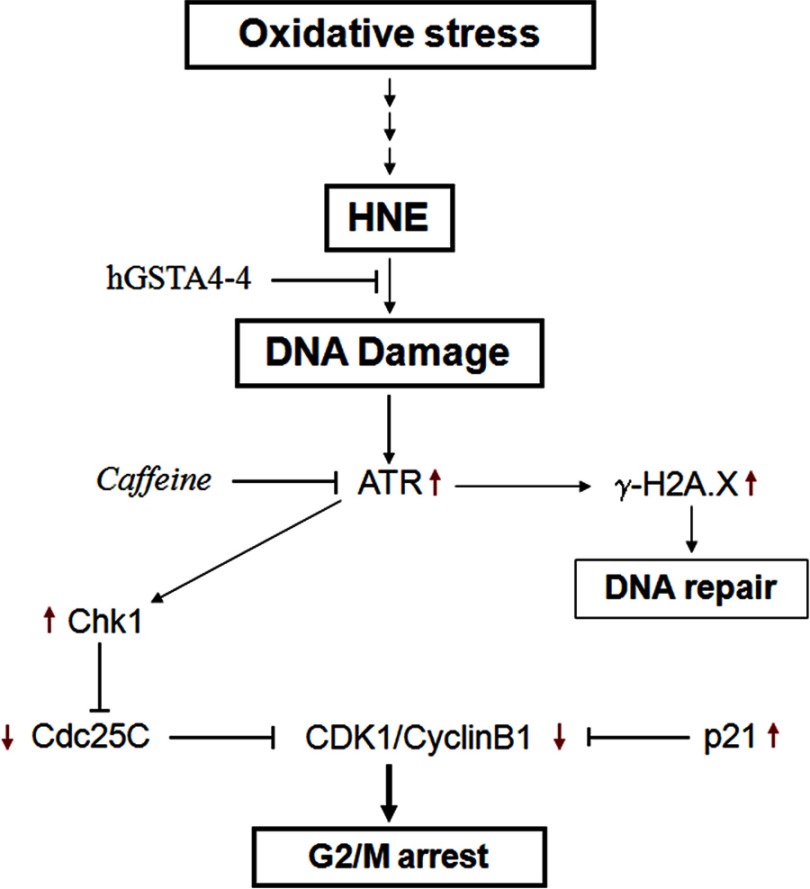 Oxidative stress
HNE
hGSTA4-4
DNA Damage
Caffeine
ATR
γ-H2A.X
DNA repair
Chk1
Cdc25C
CDK1/CyclinB1
p21
G2/M arrest